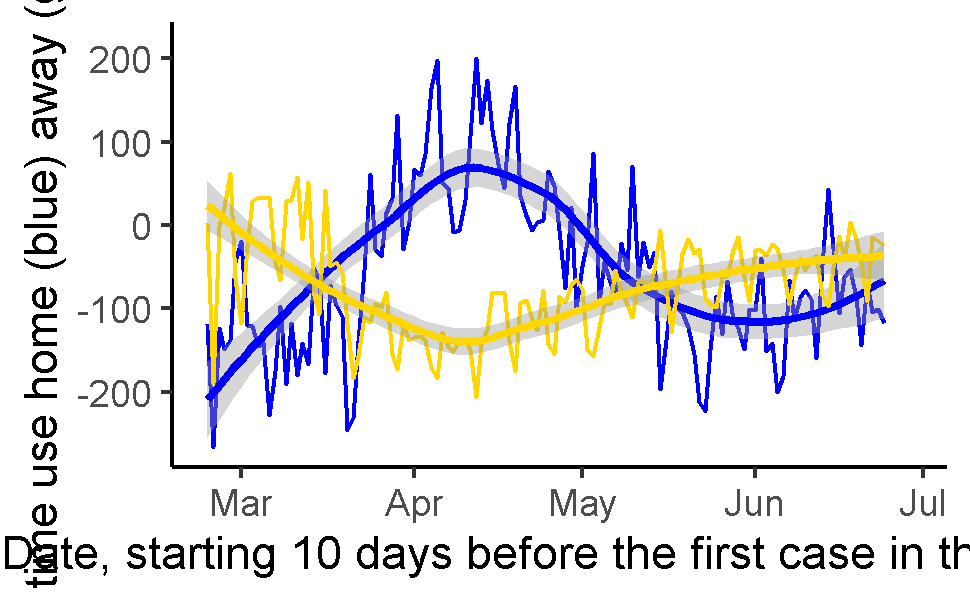 time use home (blue) away (
200
100
0
-100
-200
Mar Apr May Jun Jul
Date, starting 10 days before the first case in th